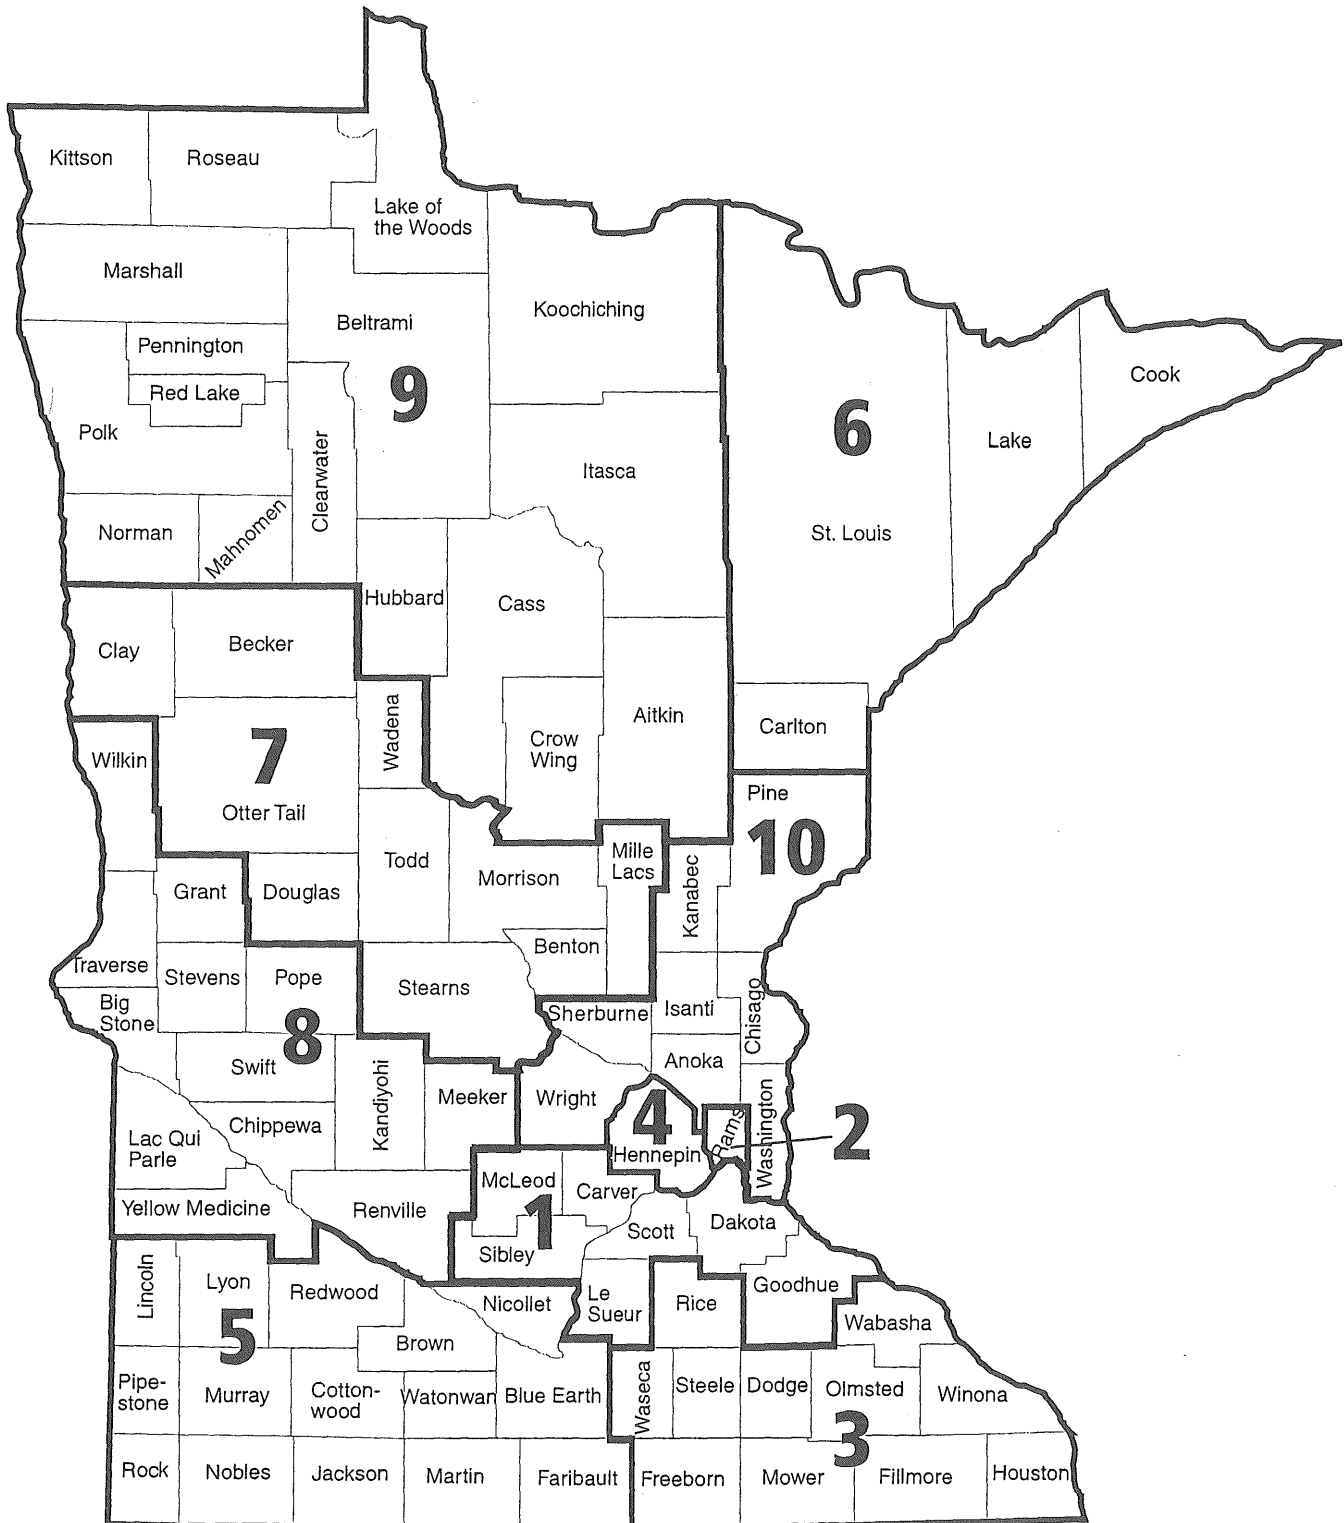 Kittson
Roseau
Lake of
the Woods
Marshall
Koochiching
Beltrami
Pennington
Red Lake
9
Cook
6
Polk
Lake
Clearwater
Itasca
Norman
Mahnomen
St. Louis
Hubbard
Cass
Clay
Becker
Wadena
Aitkin
Carlton
Wilkin
7
Crow
Wing
Otter Tail
Pine
10
Todd
Mille
Lacs
Grant
Douglas
Morrison
Kanabec
Benton
Traverse
Stevens
Pope
Stearns
Big
Stone
8
Sherburne
Isanti
Chisago
Swift
Anoka
Kandiyohi
Meeker
Wright
4
Washington
Chippewa
Rams
2
Lac Qui
Parle
Hennepin
McLeod
Carver
Yellow Medicine
Renville
1
Scott
Dakota
Sibley
Lincoln
Lyon
Redwood
Nicollet
Le
Sueur
Rice
Goodhue
5
Brown
Wabasha
Pipe-
stone
Murray
Cotton-
wood
Watonwan
Blue Earth
Waseca
Steele
Dodge
Olmsted
Winona
3
Rock
Nobles
Jackson
Martin
Faribault
Freeborn
Mower
Fillmore
Houston